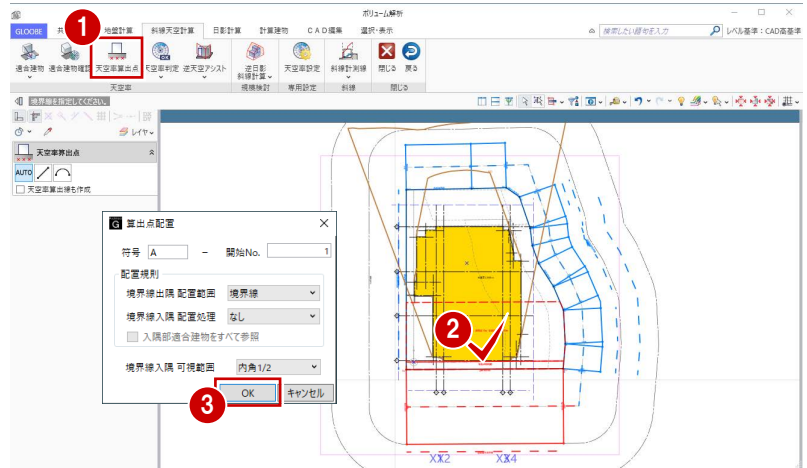 ボリューム解析
GLOOBE 共 地盤計算 斜線天空計算 日影計算 計算建物 CAD編集 選択･表示 検索したい語句を入力 レベル基準：CAD高基準
適合建物 適合建物確認 天空率算出点 天空率判定 逆天空アシスト 逆日影斜線計算 天空率設定 斜線計測線 閉じる 戻る
天空率 規模検討 専用設定 斜線 閉じる
境界線を指定してください。
レイヤ
天空率算出点
AUTO
天空率算出線も作成
1
算出点配置
符号 A － 開始No. 1
配置規則
境界線出隅 配置範囲 境界線
境界線入隅 配置処理 なし
入隅部適合建物をすべて参照
境界線入隅 可視範囲 内角1/2
OK キャンセル
2
3
X2 X4